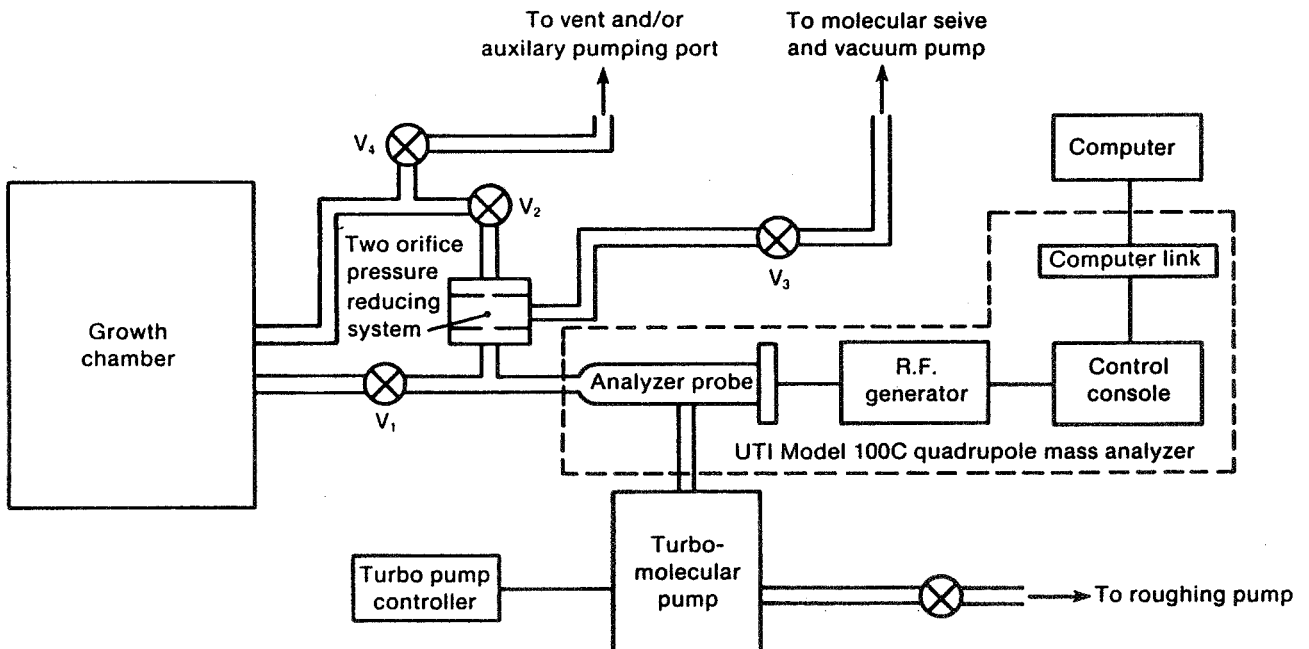 To vent and/or
auxilary pumping port
To molecular seive
and vacuum pump
V₄
Computer
V₂
Two orifice
pressure
reducing
system
V₃
Computer link
Growth
chamber
Analyzer probe
R.F.
generator
Control
console
V₁
UTI Model 100C quadrupole mass analyzer
Turbo pump
controller
Turbo-
molecular
pump
To roughing pump